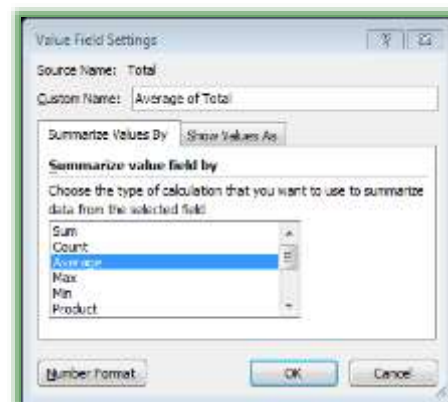 Value Field Settings
Source Name: Total
Custom Name: Average of Total
Summarize Values By Show Values As
Summarize value field by
Choose the type of calculation that you want to use to summarize
data from the selected field
Sum
Count
Average
Max
Min
Product
Number Format OK Cancel